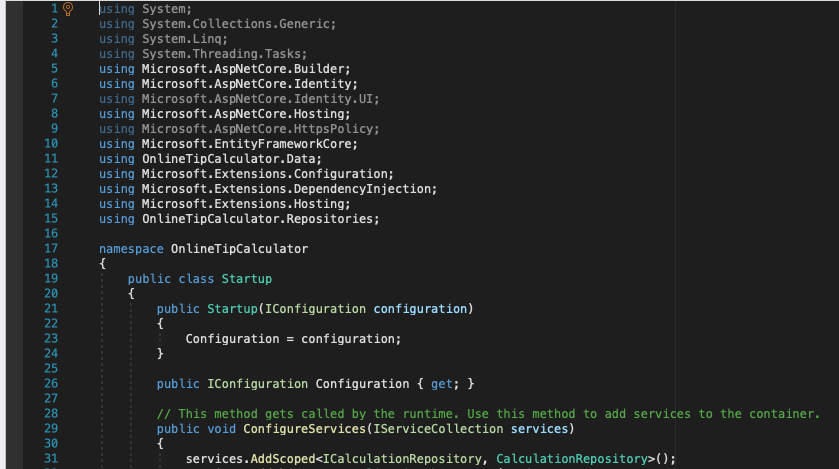 1 using System;
2 using System.Collections.Generic;
3 using System.Linq;
4 using System.Threading.Tasks;
5 using Microsoft.AspNetCore.Builder;
6 using Microsoft.AspNetCore.Identity;
7 using Microsoft.AspNetCore.Identity.UI;
8 using Microsoft.AspNetCore.Hosting;
9 using Microsoft.AspNetCore.HttpsPolicy;
10 using Microsoft.EntityFrameworkCore;
11 using OnlineTipCalculator.Data;
12 using Microsoft.Extensions.Configuration;
13 using Microsoft.Extensions.DependencyInjection;
14 using Microsoft.Extensions.Hosting;
15 using OnlineTipCalculator.Repositories;
16
17 namespace OnlineTipCalculator
18 {
19     public class Startup
20     {
21         public Startup(IConfiguration configuration)
22         {
23             Configuration = configuration;
24         }
25
26         public IConfiguration Configuration { get; }
27
28         // This method gets called by the runtime. Use this method to add services to the container.
29         public void ConfigureServices(IServiceCollection services)
30         {
31             services.AddScoped<ICalculationRepository, CalculationRepository>();